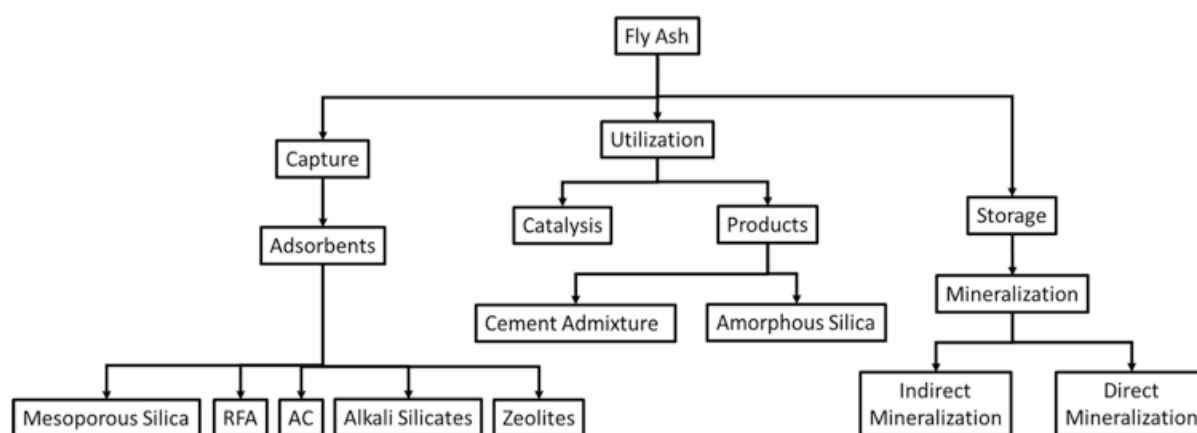 Fly Ash
Capture
Utilization
Storage
Adsorbents
Catalysis
Products
Mineralization
Cement Admixture
Amorphous Silica
Mesoporous Silica
RFA
AC
Alkali Silicates
Zeolites
Indirect
Mineralization
Direct
Mineralization